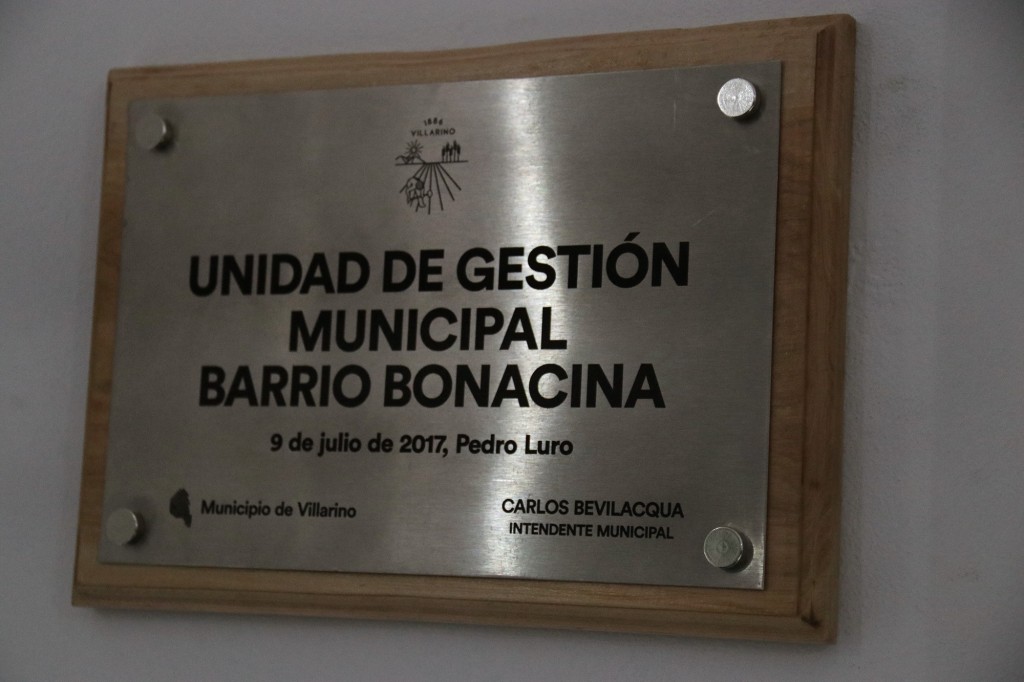 1886
VILLARINO
UNIDAD DE GESTIÓN
MUNICIPAL
BARRIO BONACINA
9 de julio de 2017, Pedro Luro
Municipio de Villarino
CARLOS BEVILACQUA
INTENDENTE MUNICIPAL